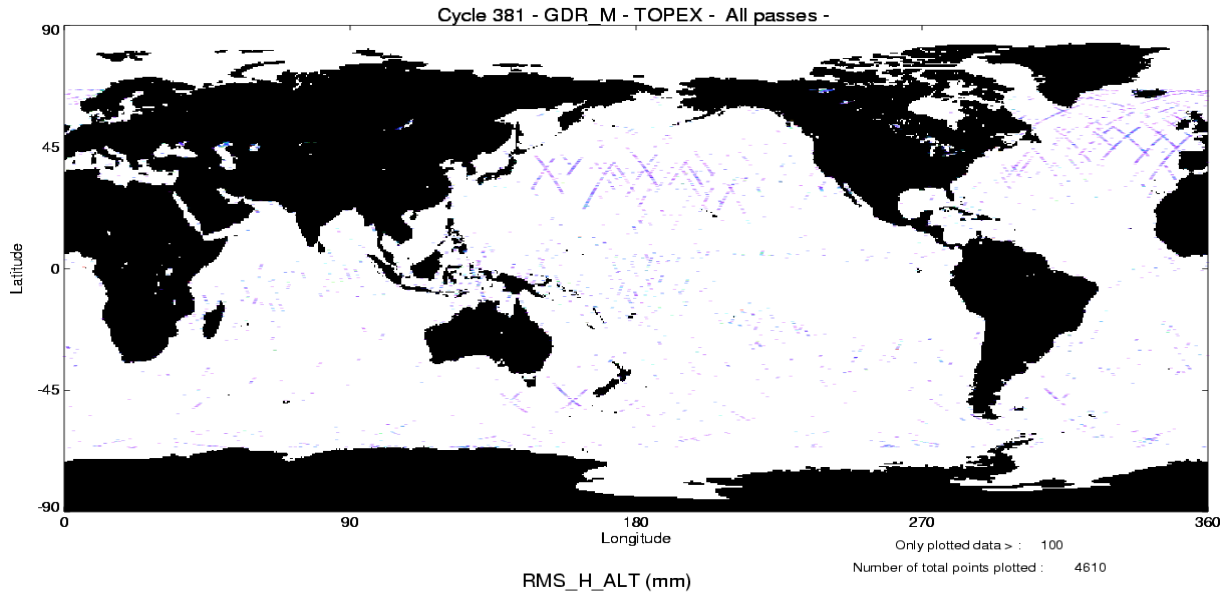 Cycle 381 - GDR_M - TOPEX - All passes -
90
45
0
-45
-90
Latitude
0 90 180 270 360
Longitude
Only plotted data > : 100
Number of total points plotted : 4610
RMS_H_ALT (mm)